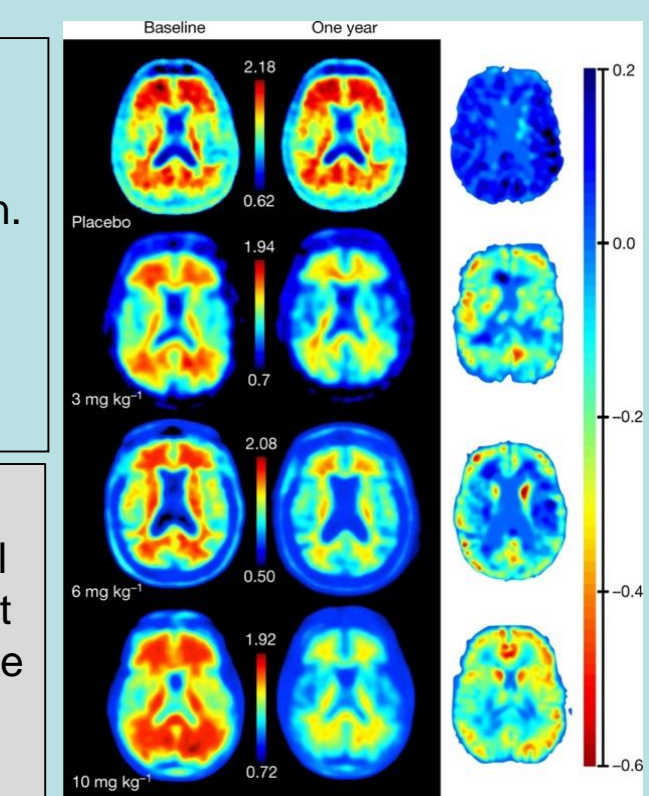 Baseline One year
n.
l
t
e
2.18
0.62
Placebo
1.94
0.7
3 mg kg⁻¹
2.08
0.50
6 mg kg⁻¹
1.92
0.72
10 mg kg⁻¹
0.2
0.0
−0.2
−0.4
−0.6